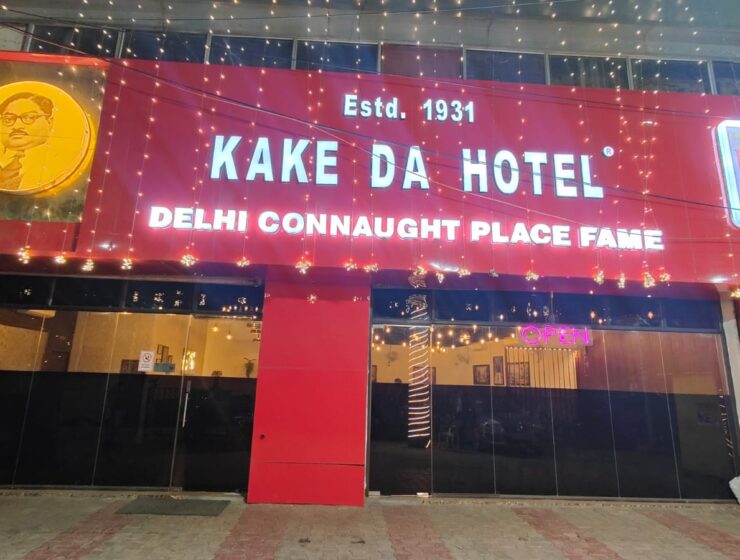 Estd. 1931
KAKE DA HOTEL®
DELHI CONNAUGHT PLACE FAME
OPEN